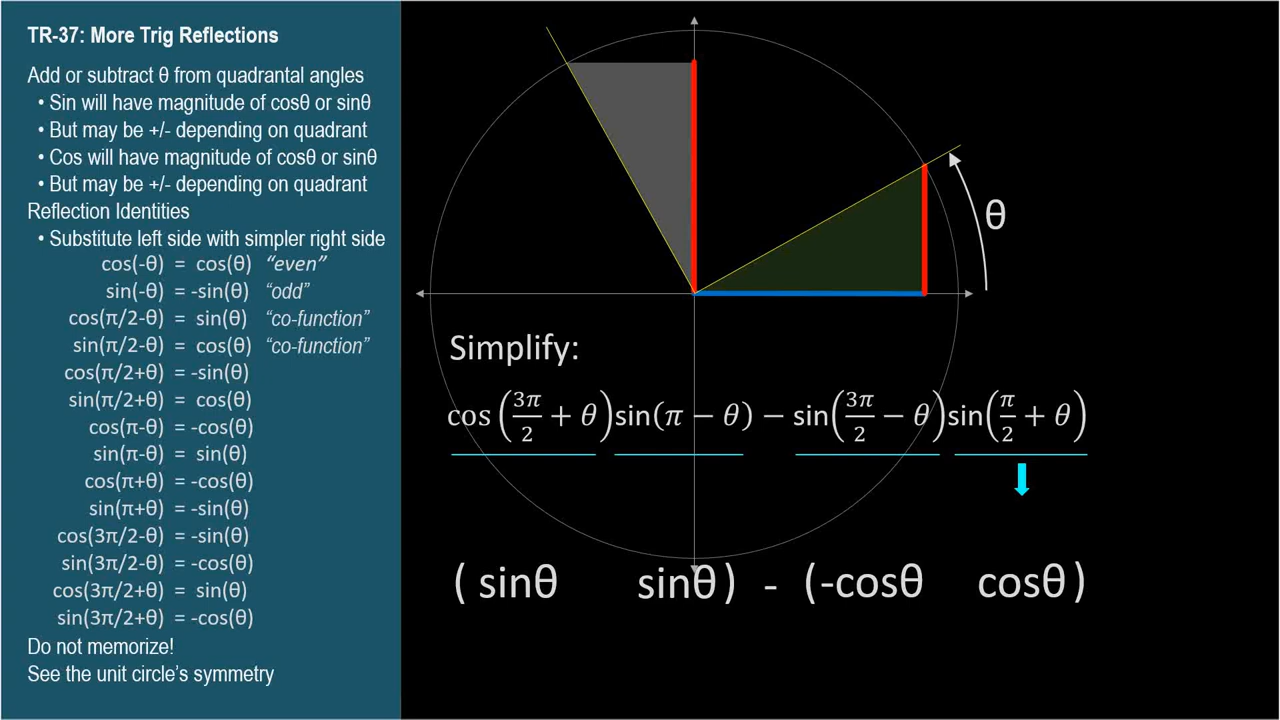 TR-37: More Trig Reflections
Add or subtract θ from quadrantal angles
• Sin will have magnitude of cosθ or sinθ
• But may be +/- depending on quadrant
• Cos will have magnitude of cosθ or sinθ
• But may be +/- depending on quadrant
Reflection Identities
• Substitute left side with simpler right side
cos(-θ) = cos(θ) “even”
sin(-θ) = -sin(θ) “odd”
cos(π/2-θ) = sin(θ) “co-function”
sin(π/2-θ) = cos(θ) “co-function”
cos(π/2+θ) = -sin(θ)
sin(π/2+θ) = cos(θ)
cos(π-θ) = -cos(θ)
sin(π-θ) = sin(θ)
cos(π+θ) = -cos(θ)
sin(π+θ) = -sin(θ)
cos(3π/2-θ) = -sin(θ)
sin(3π/2-θ) = -cos(θ)
cos(3π/2+θ) = sin(θ)
sin(3π/2+θ) = -cos(θ)
Do not memorize!
See the unit circle’s symmetry
θ
Simplify:
cos(3π/2 + θ)sin(π − θ) − sin(3π/2 − θ)sin(π/2 + θ)
( sinθ sinθ ) - (-cosθ cosθ )